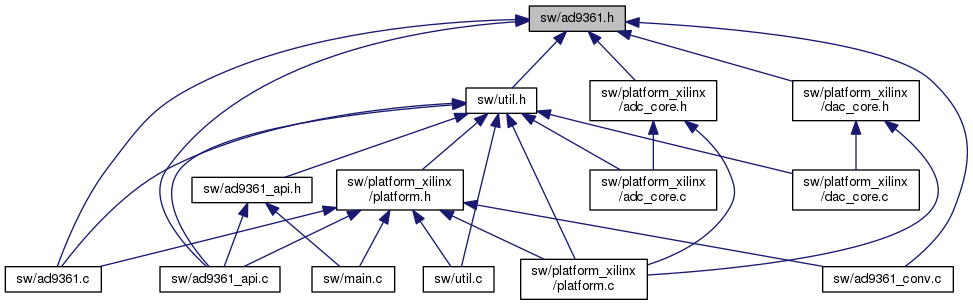 sw/ad9361.h
sw/util.h
sw/platform_xilinx
/adc_core.h
sw/platform_xilinx
/dac_core.h
sw/ad9361_api.h
sw/platform_xilinx
/platform.h
sw/platform_xilinx
/adc_core.c
sw/platform_xilinx
/dac_core.c
sw/ad9361.c
sw/ad9361_api.c
sw/main.c
sw/util.c
sw/platform_xilinx
/platform.c
sw/ad9361_conv.c